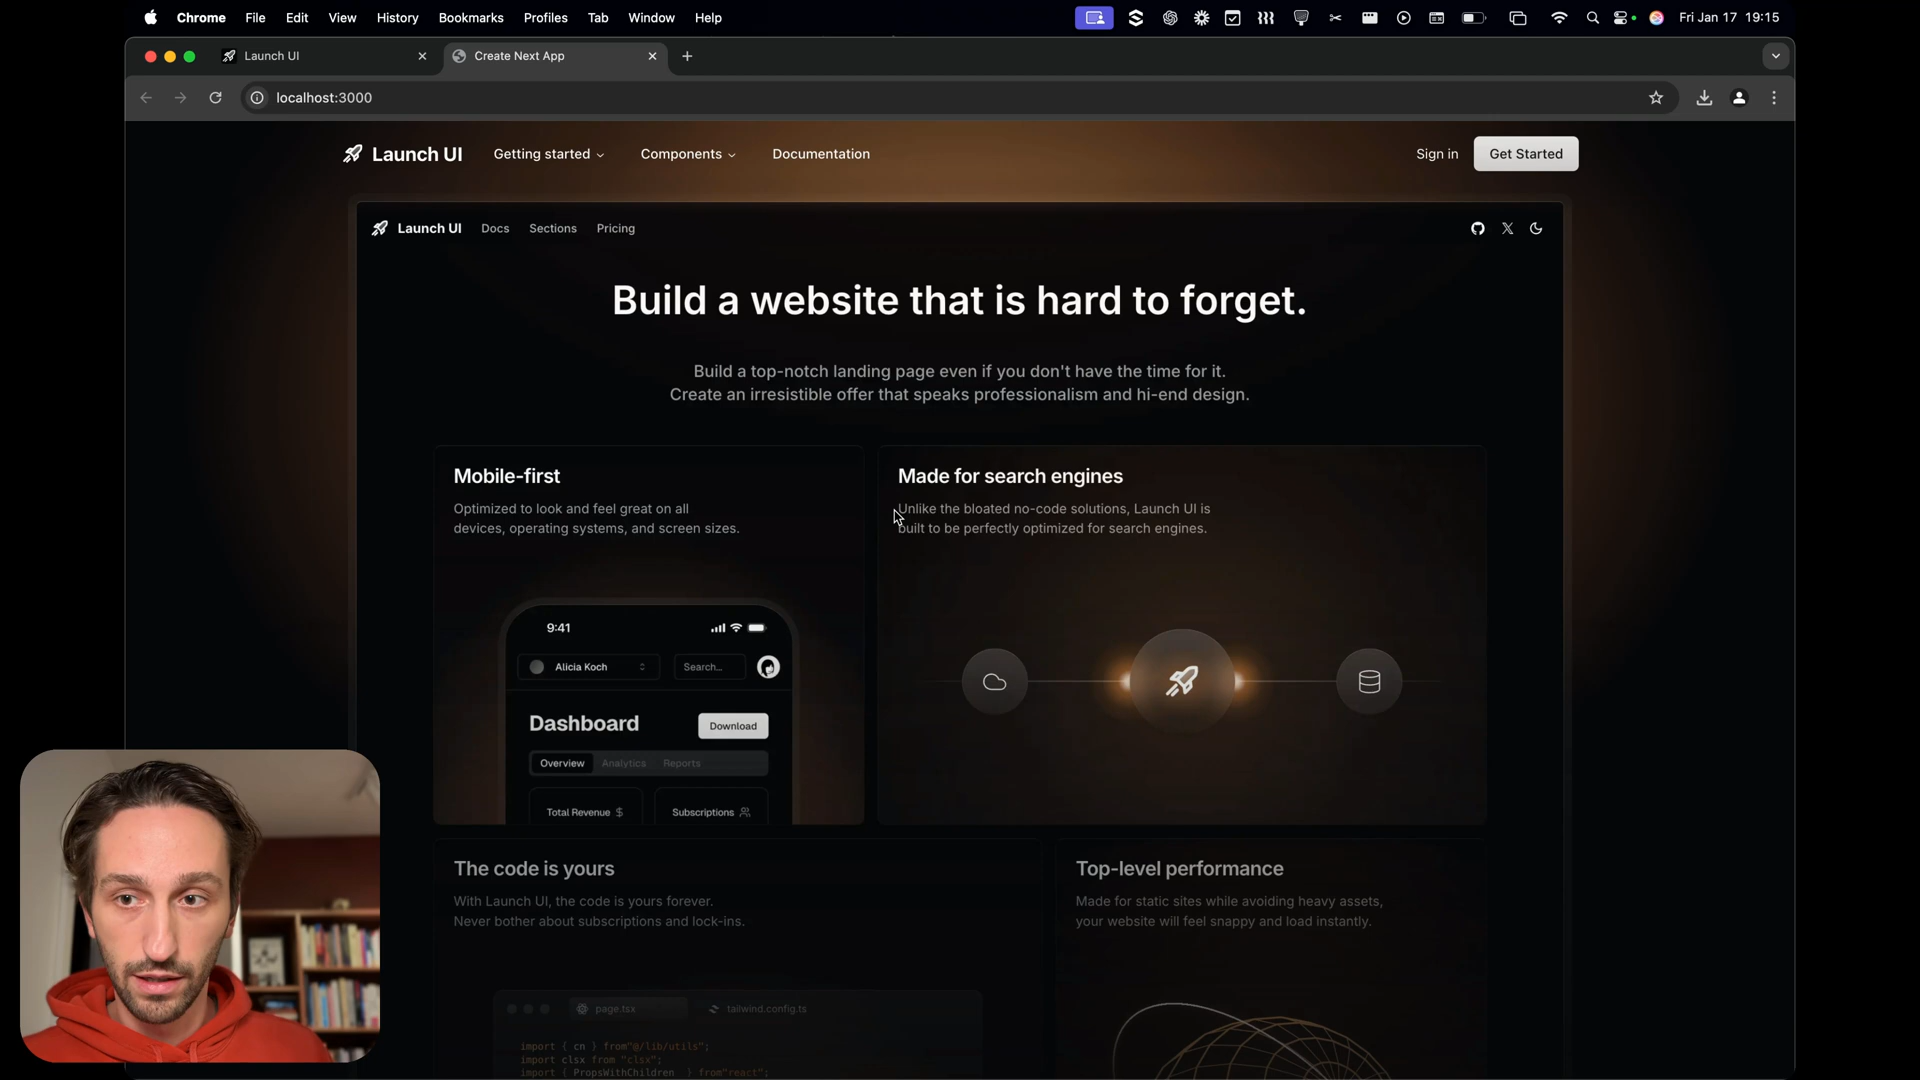 Chrome File Edit View History Bookmarks Profiles Tab Window Help Fri Jan 17 19:15
Launch UI
Create Next App
localhost:3000
Launch UI Getting started Components Documentation Sign in Get Started
Launch UI Docs Sections Pricing
Build a website that is hard to forget.
Build a top-notch landing page even if you don't have the time for it.
Create an irresistible offer that speaks professionalism and hi-end design.
Mobile-first
Optimized to look and feel great on all
devices, operating systems, and screen sizes.
9:41
Alicia Koch
Search...
Dashboard
Download
Overview Analytics Reports
Total Revenue $
Subscriptions
Made for search engines
Unlike the bloated no-code solutions, Launch UI is
built to be perfectly optimized for search engines.
The code is yours
With Launch UI, the code is yours forever.
Never bother about subscriptions and lock-ins.
page.tsx
tailwind.config.ts
import { cn } from"@/lib/utils";
import clsx from "clsx";
import { PropsWithChildren } from"react";
Top-level performance
Made for static sites while avoiding heavy assets,
your website will feel snappy and load instantly.